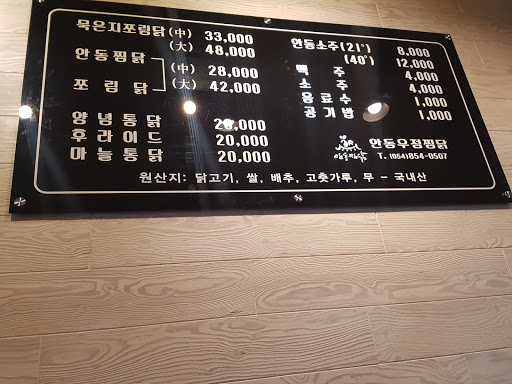 묵은지쪼림닭 (中) 33,000
(大) 48,000
안동찜닭 (中) 28,000
쪼림닭 (大) 42,000
양념통닭 20,000
후라이드 20,000
마늘통닭 20,000
안동소주(21°) 8,000
(40°) 12,000
맥주 4,000
소주 4,000
음료수 1,000
공기밥 1,000
안동우정찜닭
T. (054)854-0507
원산지: 닭고기, 쌀, 배추, 고춧가루, 무 - 국내산